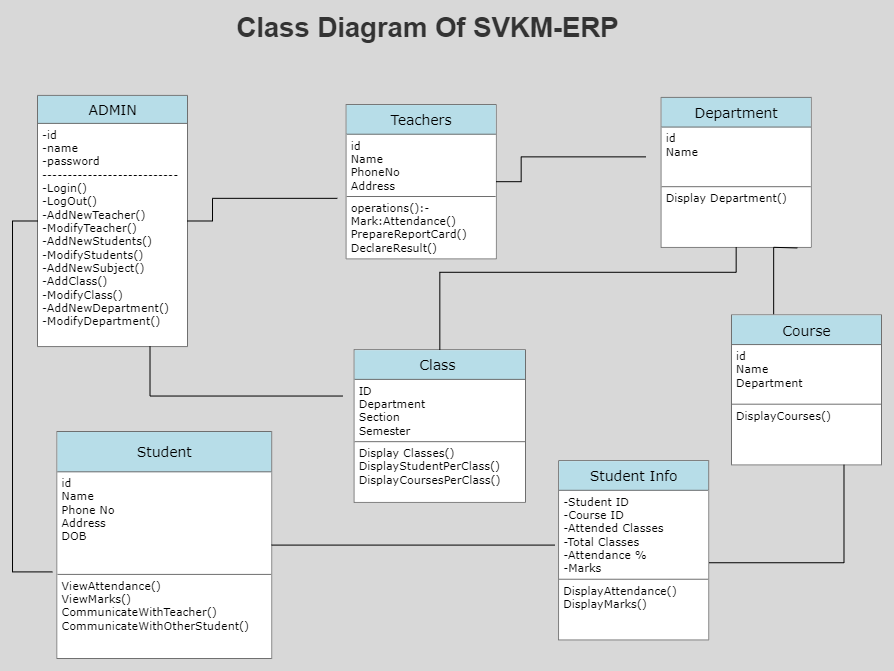 Class Diagram Of SVKM-ERP
ADMIN
-id
-name
-password
---------------------------
-Login()
-LogOut()
-AddNewTeacher()
-ModifyTeacher()
-AddNewStudents()
-ModifyStudents()
-AddNewSubject()
-AddClass()
-ModifyClass()
-AddNewDepartment()
-ModifyDepartment()
Teachers
id
Name
PhoneNo
Address
operations():-
Mark:Attendance()
PrepareReportCard()
DeclareResult()
Department
id
Name
Display Department()
Class
ID
Department
Section
Semester
Display Classes()
DisplayStudentPerClass()
DisplayCoursesPerClass()
Course
id
Name
Department
DisplayCourses()
Student
id
Name
Phone No
Address
DOB
ViewAttendance()
ViewMarks()
CommunicateWithTeacher()
CommunicateWithOtherStudent()
Student Info
-Student ID
-Course ID
-Attended Classes
-Total Classes
-Attendance %
-Marks
DisplayAttendance()
DisplayMarks()